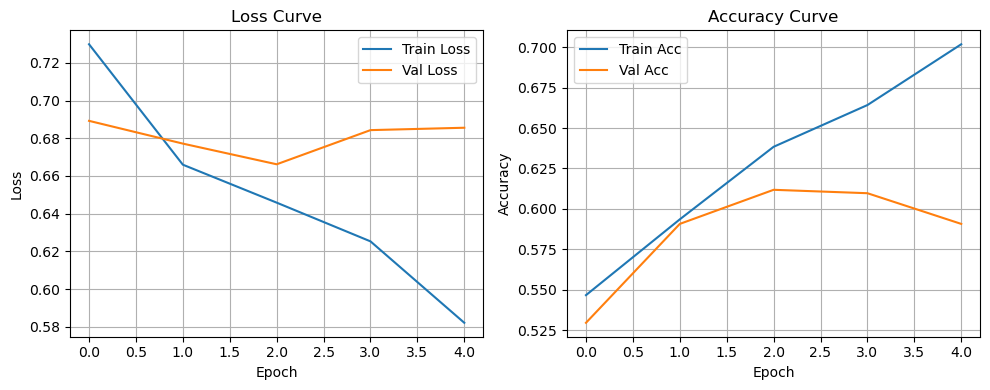 Loss Curve
Train Loss
Val Loss
0.72
0.70
0.68
0.66
0.64
0.62
0.60
0.58
Loss
0.0 0.5 1.0 1.5 2.0 2.5 3.0 3.5 4.0
Epoch
Accuracy Curve
Train Acc
Val Acc
0.700
0.675
0.650
0.625
0.600
0.575
0.550
0.525
Accuracy
0.0 0.5 1.0 1.5 2.0 2.5 3.0 3.5 4.0
Epoch